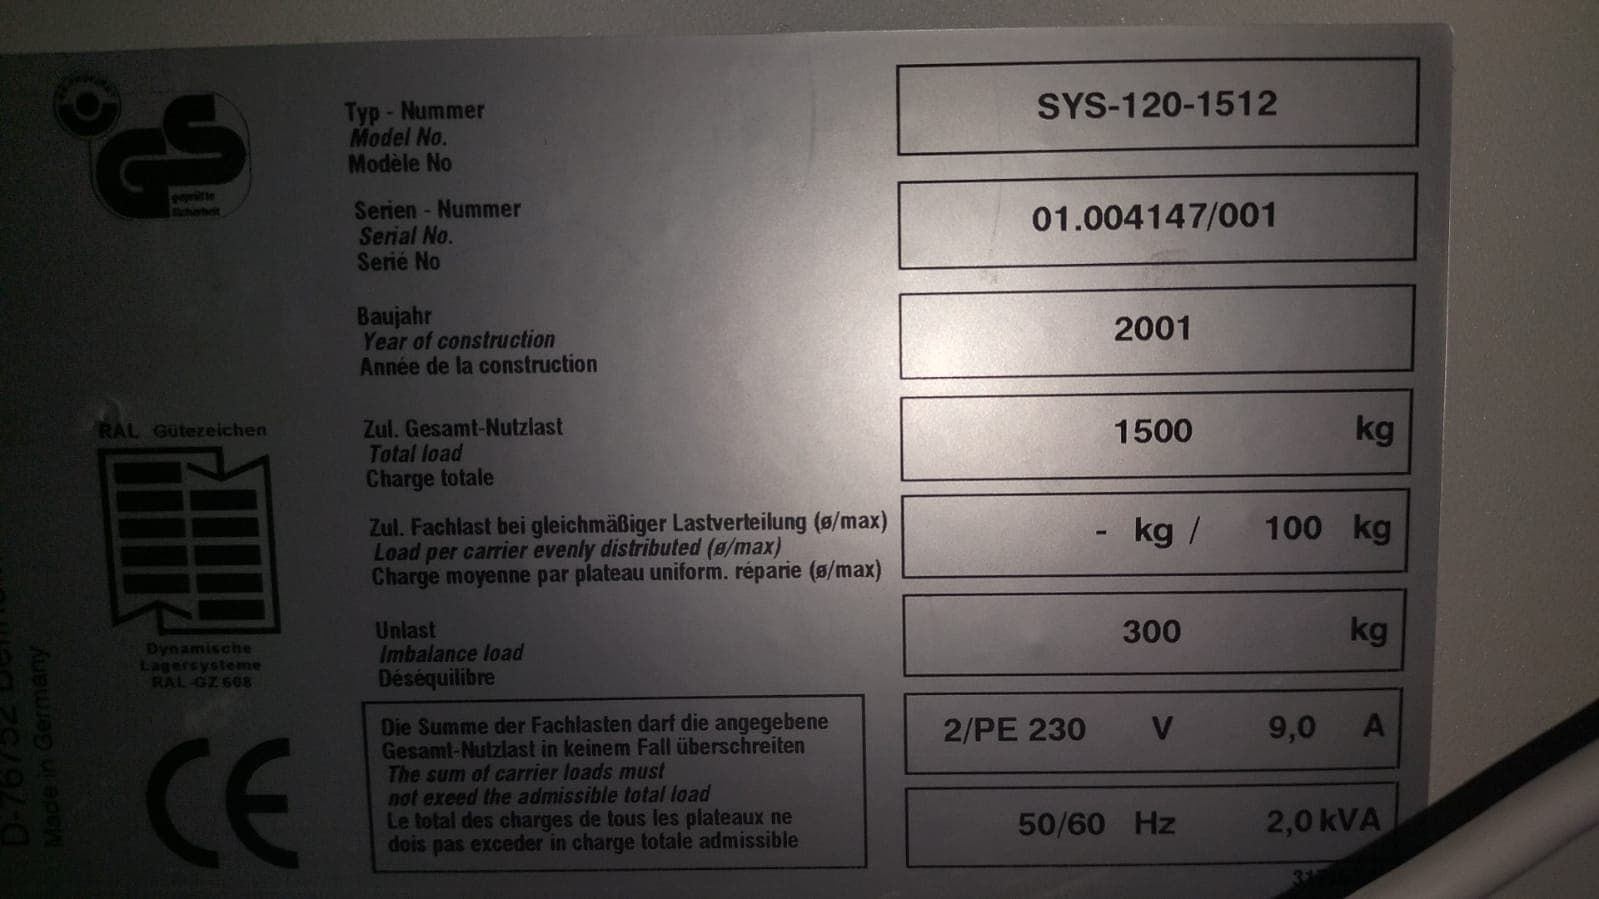 geprüfte
Sicherheit
Typ - Nummer
Model No.
Modèle No
SYS-120-1512
Serien - Nummer
Serial No.
Serié No
01.004147/001
Baujahr
Year of construction
Année de la construction
2001
RAL Gütezeichen
Dynamische
Lagersysteme
RAL-GZ 608
Zul. Gesamt-Nutzlast
Total load
Charge totale
1500 kg
Zul. Fachlast bei gleichmäßiger Lastverteilung (ø/max)
Load per carrier evenly distributed (ø/max)
Charge moyenne par plateau uniform. réparie (ø/max)
- kg / 100 kg
Unlast
Imbalance load
Déséquilibre
300 kg
Die Summe der Fachlasten darf die angegebene
Gesamt-Nutzlast in keinem Fall überschreiten
The sum of carrier loads must
not exceed the admissible total load
Le total des charges de tous les plateaux ne
dois pas exceder in charge totale admissible
2/PE 230 V 9,0 A
50/60 Hz 2,0 kVA
CE
D-76752
Made in Germany